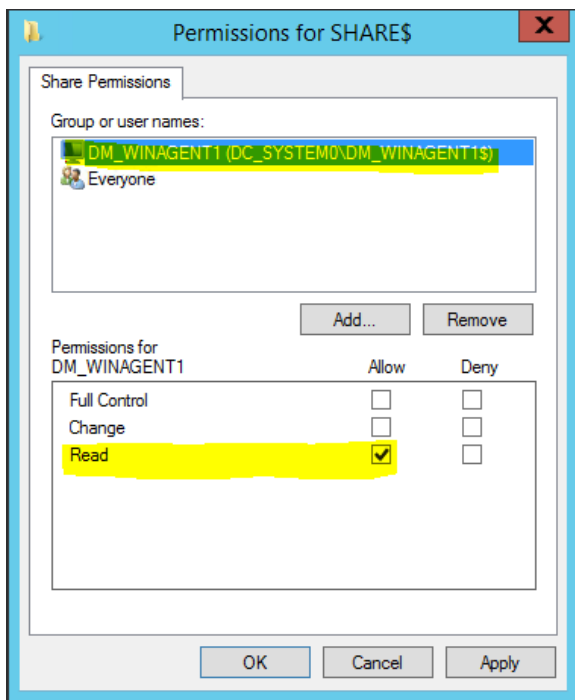 Permissions for SHARE$
X
Share Permissions
Group or user names:
DM_WINAGENT1 (DC_SYSTEM0\DM_WINAGENT1$)
Everyone
Add... Remove
Permissions for
DM_WINAGENT1 Allow Deny
Full Control
Change
Read
OK Cancel Apply